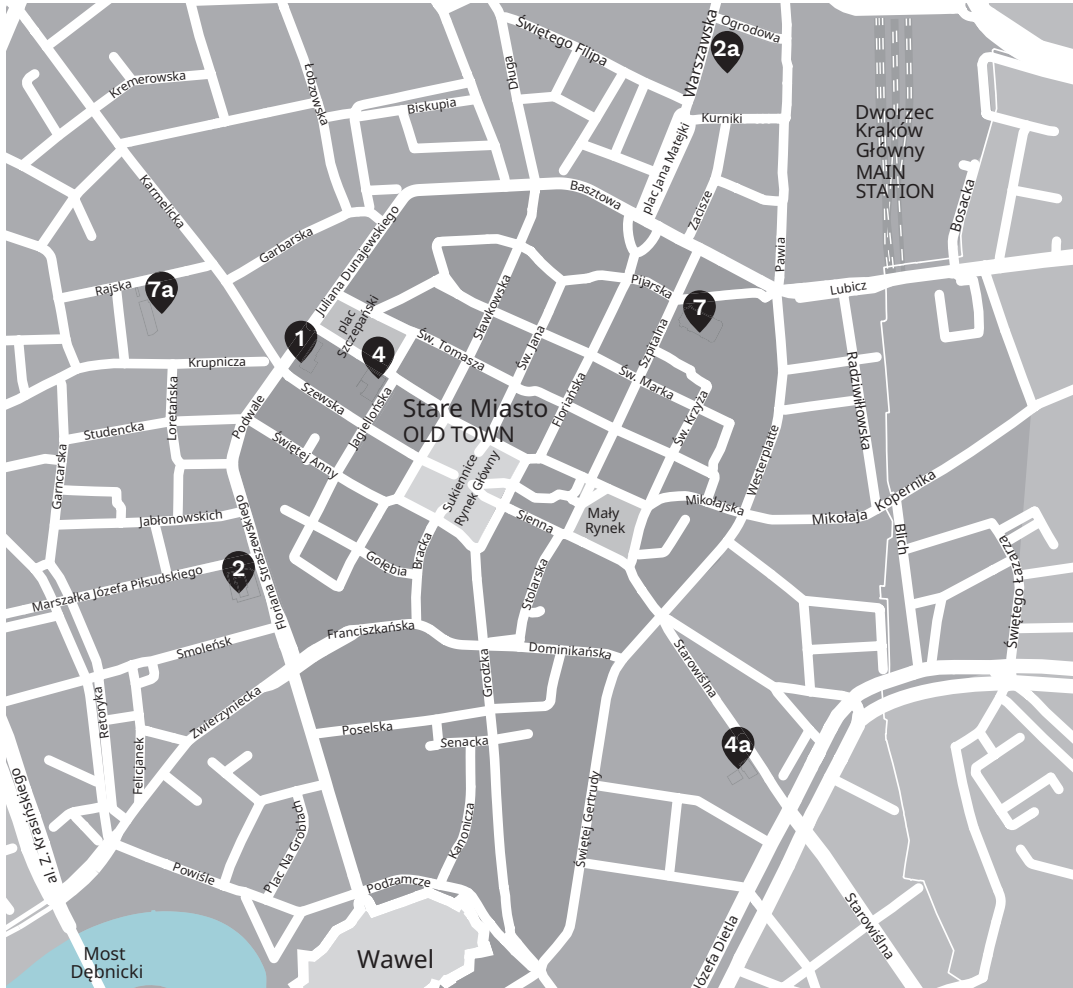 Ogrodowa
Warszawska
2a
Świętego Filipa
Długa
Łobzowska
Kremerowska
Biskupia
Kurniki
Dworzec
Kraków
Główny
MAIN
STATION
plac Jana Matejki
Basztowa
Zacisze
Karmelicka
Garbarska
Juliana Dunajewskiego
Bosacka
Pawia
Lubicz
Rajska
7a
Pijarska
7
plac
Szczepański
Sławkowska
Św. Jana
Szpitalna
1
4
Św. Tomasza
Św. Marka
Krupnicza
Szewska
Jagiellońska
Floriańska
Św. Krzyża
Radziwiłłowska
Loretańska
Podwale
Stare Miasto
OLD TOWN
Studencka
Świętej Anny
Garncarska
Sukiennice
Rynek Główny
Westerplatte
Mikołajska
Mikołaja Kopernika
Jabłonowskich
Sienna
Mały
Rynek
Blich
Bracka
Gołębia
Stolarska
Floriana Straszewskiego
2
Marszałka Józefa Piłsudskiego
Świętego Łazarza
Smoleńsk
Franciszkańska
Dominikańska
Grodzka
Starowiślna
Retoryka
Zwierzyniecka
Poselska
Senacka
Felicjanek
4a
al. Z. Krasińskiego
Plac Na Groblach
Kanonicza
Świętej Gertrudy
Powiśle
Podzamcze
Starowiślna
Józefa Dietla
Most
Dębnicki
Wawel